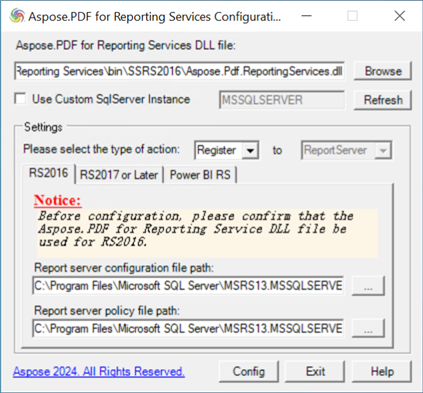 Aspose.PDF for Reporting Services Configurati...
Aspose.PDF for Reporting Services DLL file:
Reporting Services\bin\SSRS2016\Aspose.Pdf.ReportingServices.dll Browse
Use Custom SqlServer Instance MSSQLSERVER Refresh
Settings
Please select the type of action: Register to ReportServer
RS2016 RS2017 or Later Power BI RS
Notice:
Before configuration, please confirm that the
Aspose.PDF for Reporting Service DLL file be
used for RS2016.
Report server configuration file path:
C:\Program Files\Microsoft SQL Server\MSRS13.MSSQLSERVE ...
Report server policy file path:
C:\Program Files\Microsoft SQL Server\MSRS13.MSSQLSERVE ...
Aspose 2024. All Rights Reserved. Config Exit Help